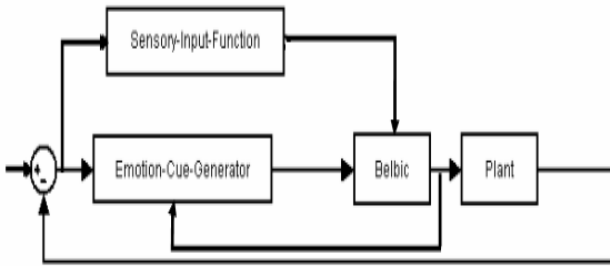 Sensory-Input-Function
+
-
Emotion-Cue-Generator
Belbic
Plant